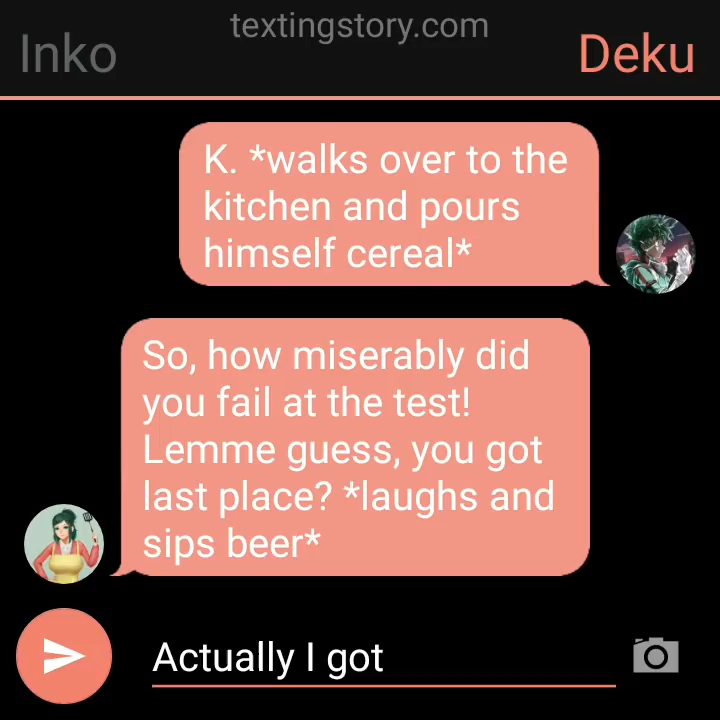 textingstory.com
Inko
Deku
K. *walks over to the
kitchen and pours
himself cereal*
So, how miserably did
you fail at the test!
Lemme guess, you got
last place? *laughs and
sips beer*
Actually I got